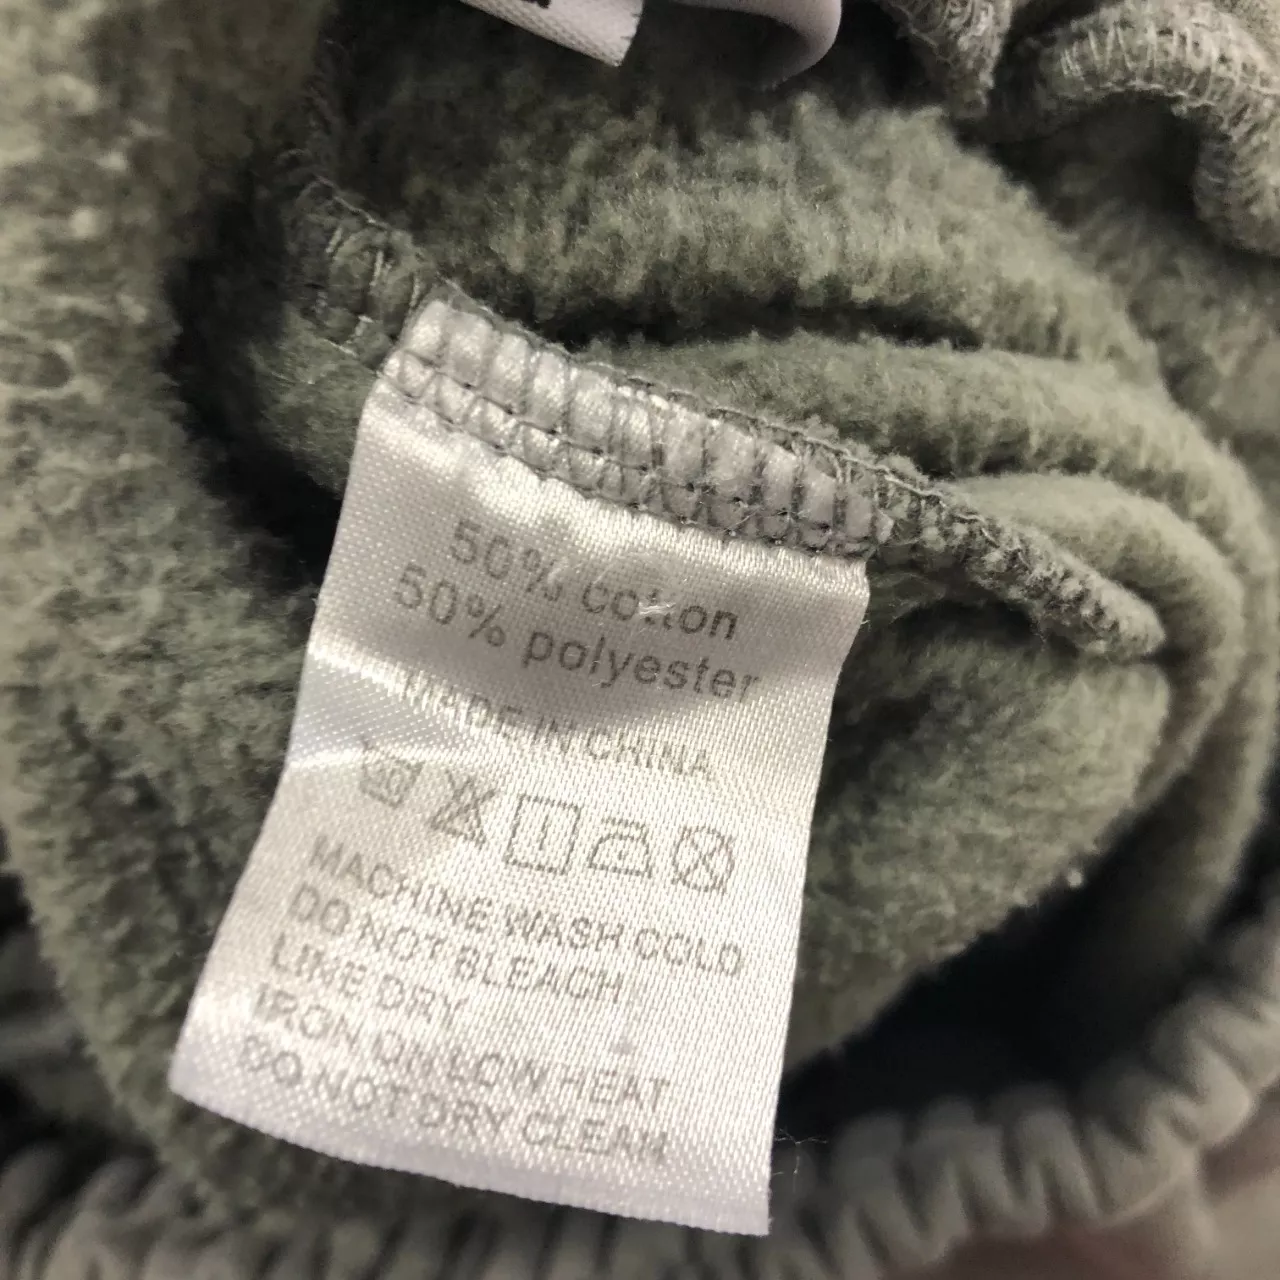 50% cotton
50% polyester
MADE IN CHINA
MACHINE WASH COLD
DO NOT BLEACH
LINE DRY
IRON ON LOW HEAT
DO NOT DRY CLEAN